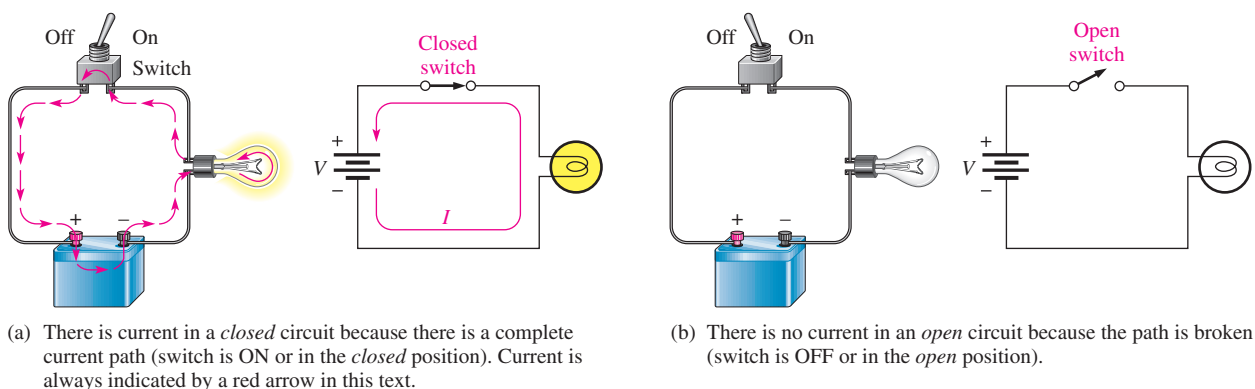 Off On
Switch
Closed
switch
+
V
−
I
+ −
(a) There is current in a closed circuit because there is a complete
current path (switch is ON or in the closed position). Current is
always indicated by a red arrow in this text.
Off On
Open
switch
+
V
−
+ −
(b) There is no current in an open circuit because the path is broken
(switch is OFF or in the open position).